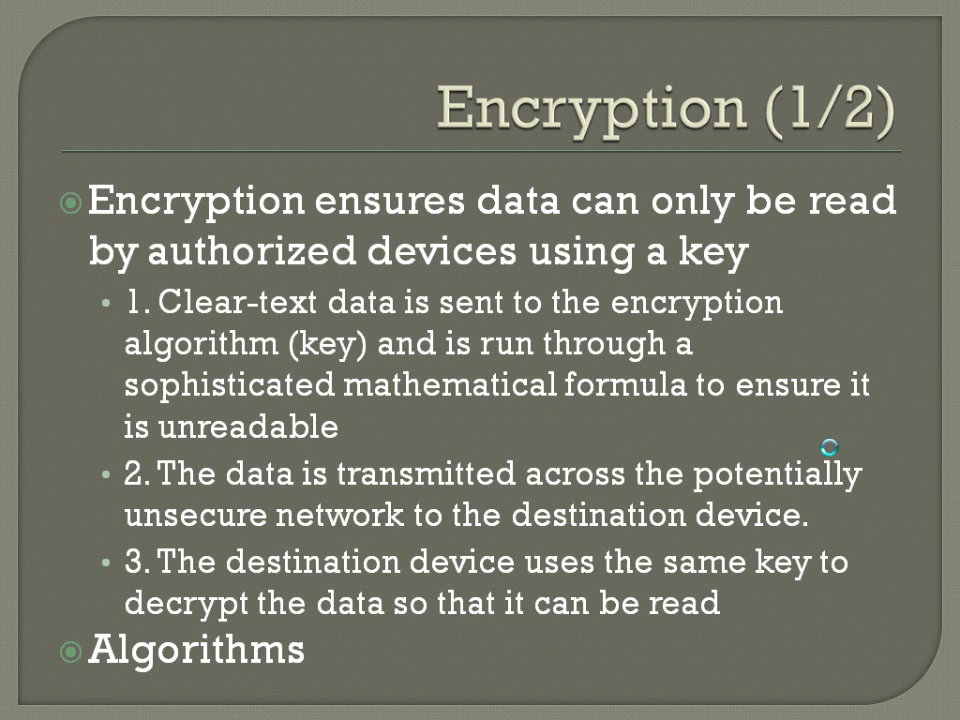 Encryption (1/2)
Encryption ensures data can only be read
by authorized devices using a key
1. Clear-text data is sent to the encryption
algorithm (key) and is run through a
sophisticated mathematical formula to ensure it
is unreadable
2. The data is transmitted across the potentially
unsecure network to the destination device.
3. The destination device uses the same key to
decrypt the data so that it can be read
Algorithms